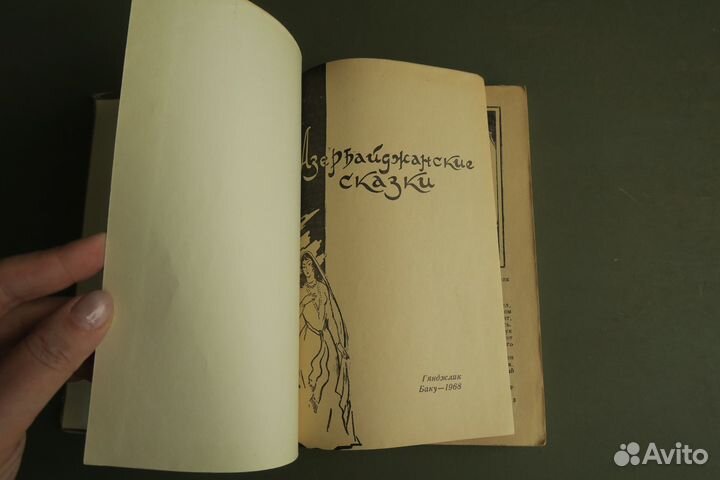 Азербайджанские
сказки
Гянджлик
Баку—1968
Avito